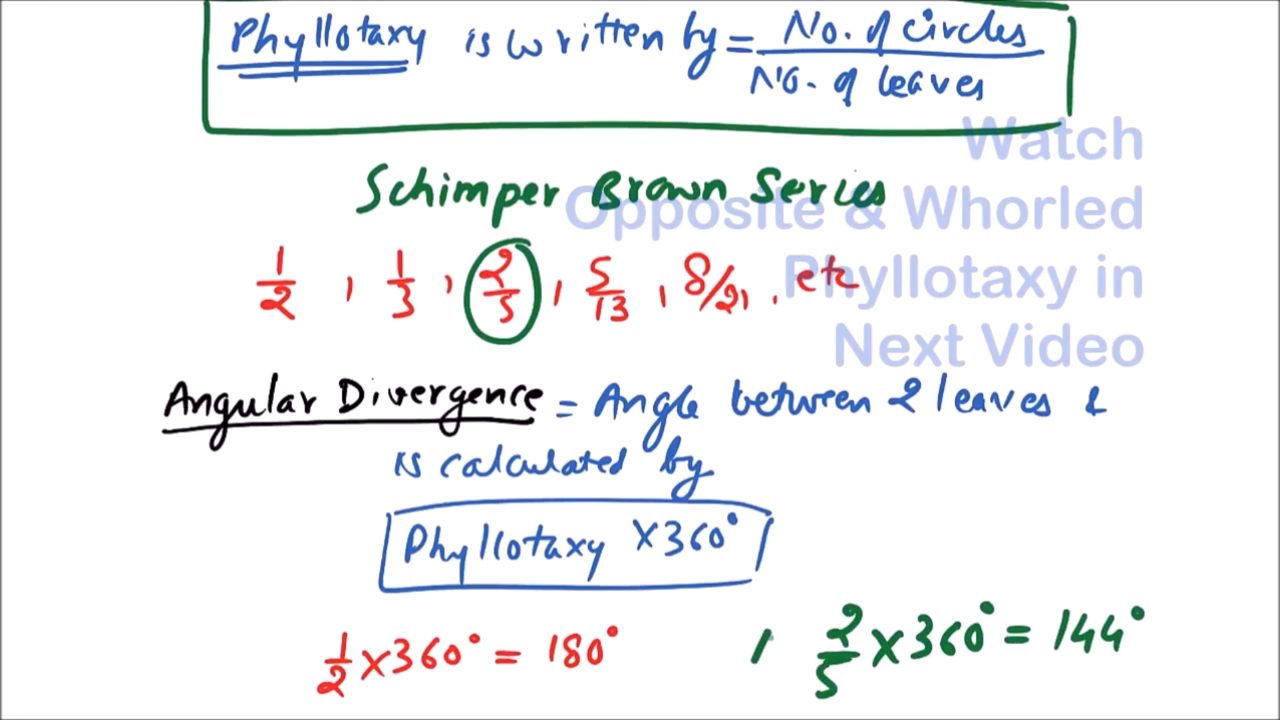 Phyllotaxy is written by = No. of circles / No. of leaves
Watch
Schimper Brown Series
Opposite & Whorled
1/2, 1/3, 2/5, 5/13, 8/21, etc
Phyllotaxy in
Next Video
Angular Divergence = Angle between 2 leaves &
is calculated by
Phyllotaxy X 360°
1/2 X 360° = 180° , 2/5 X 360° = 144°